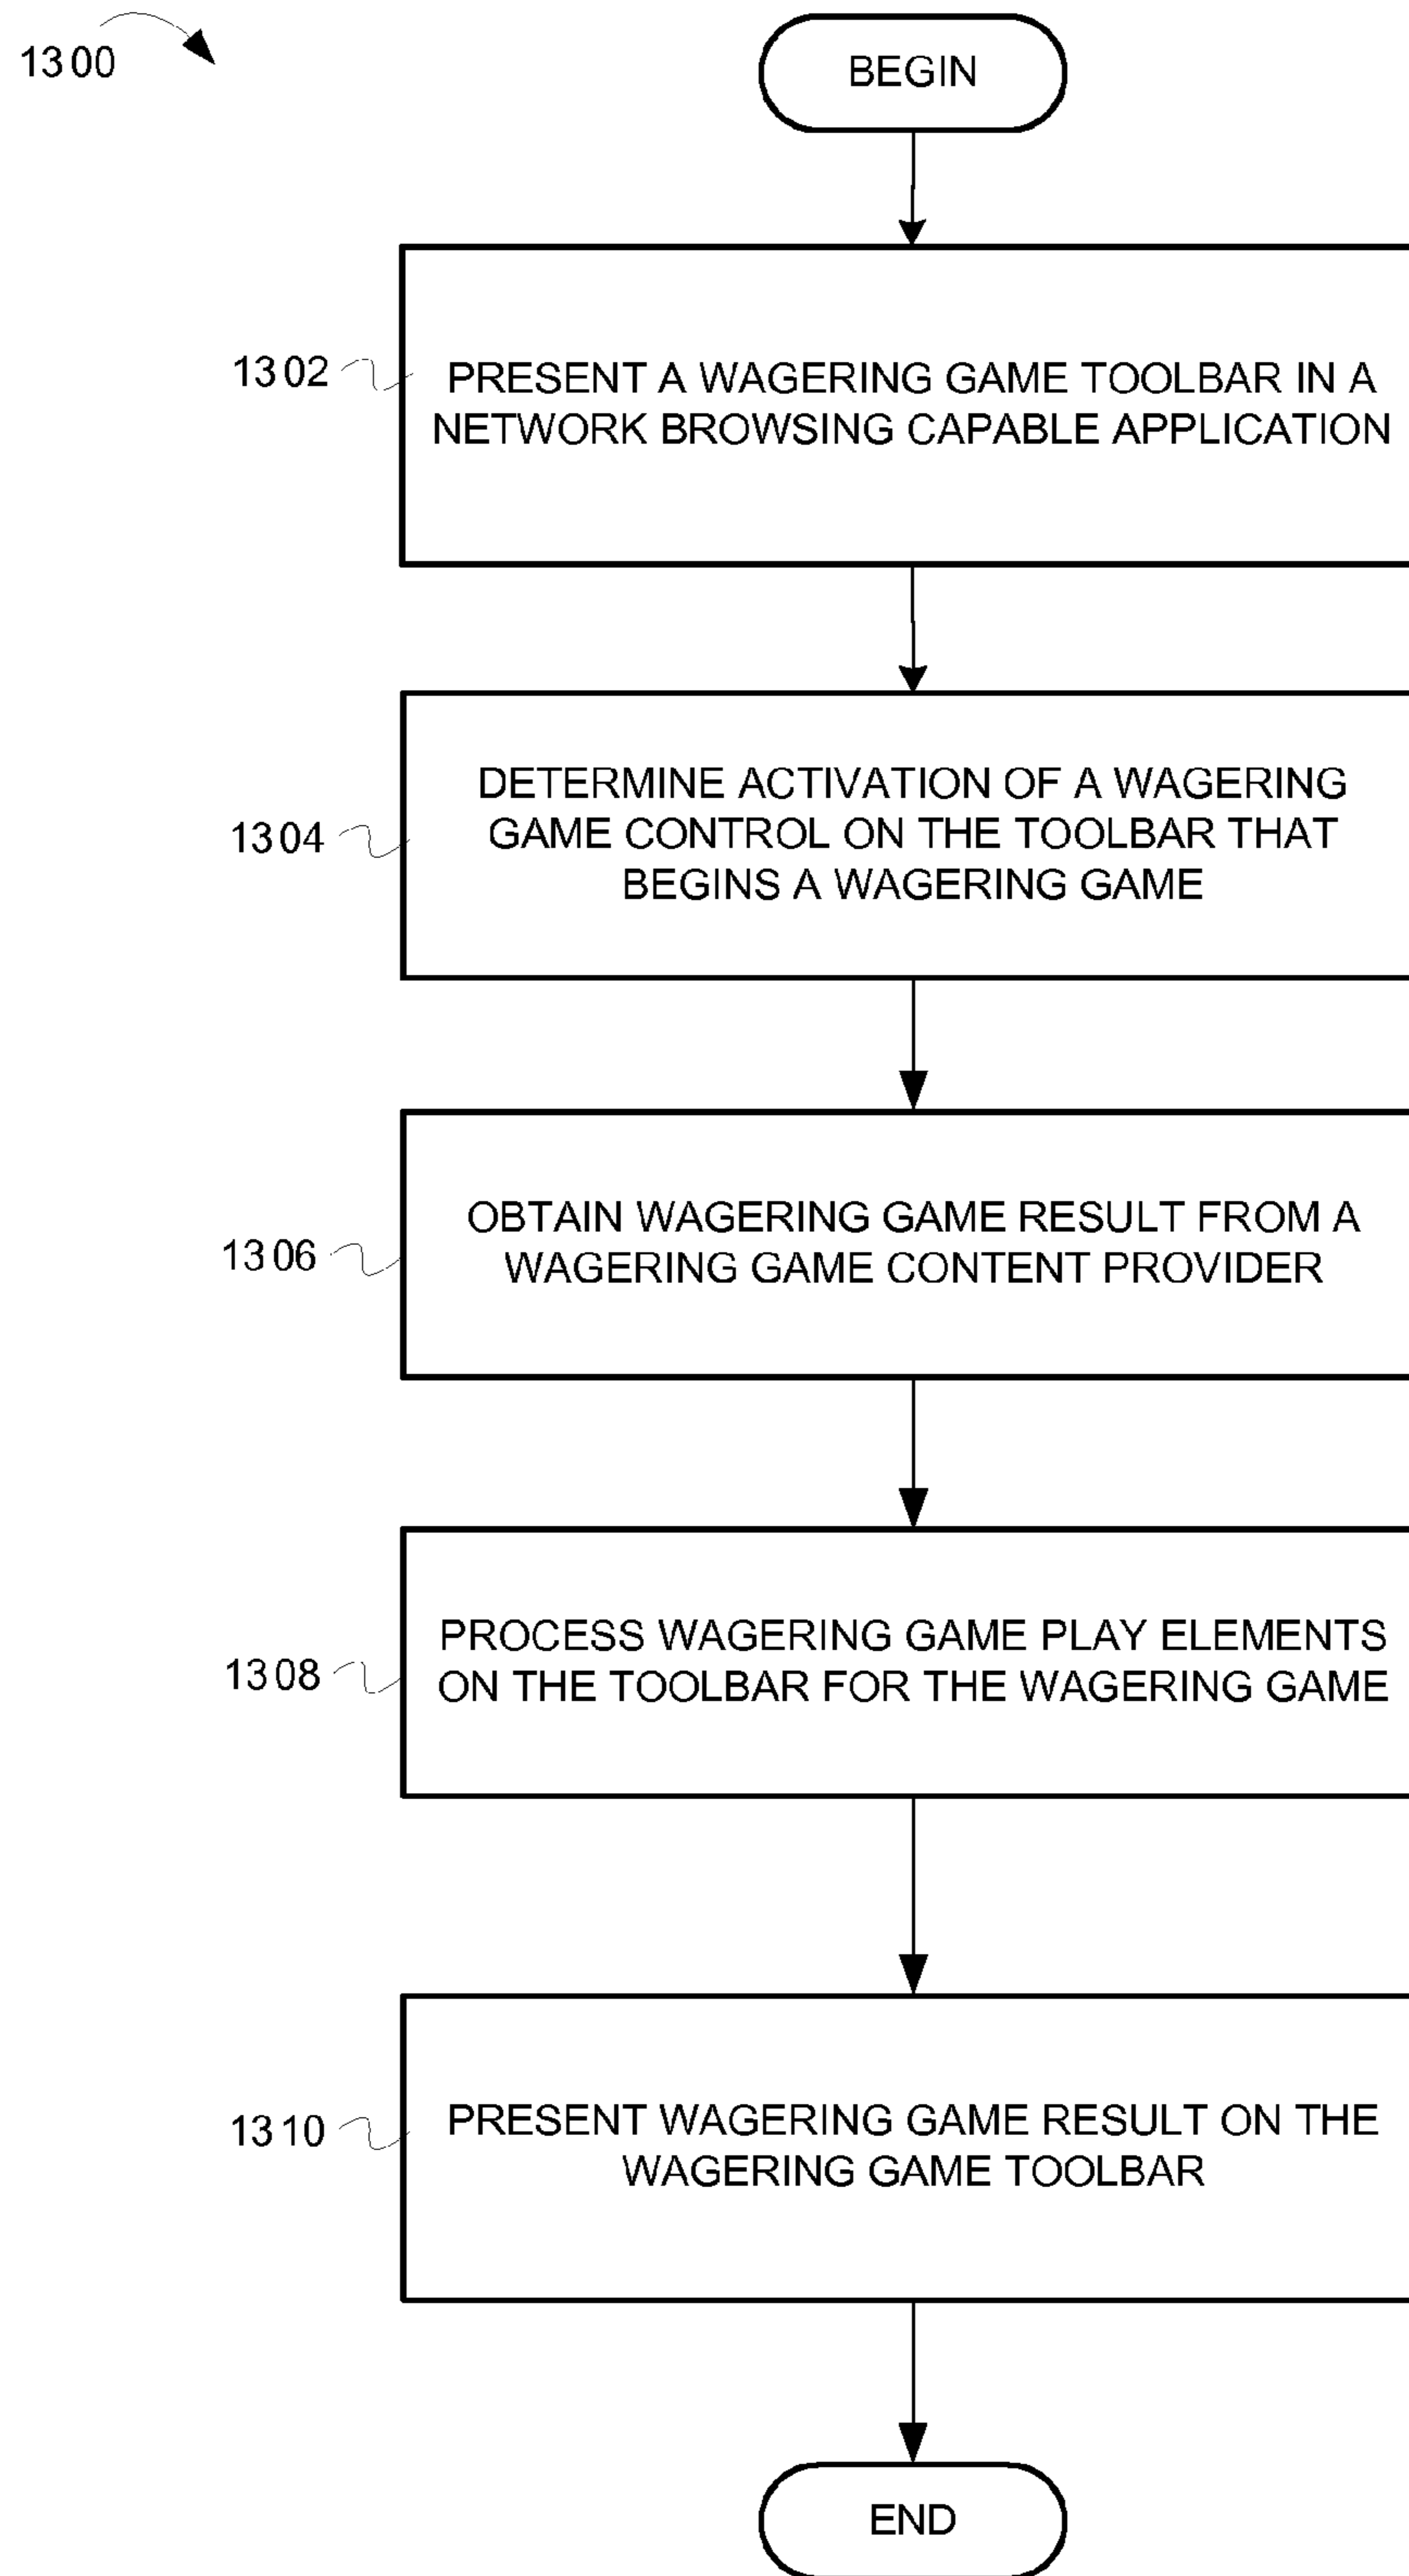 1300
BEGIN
1302
PRESENT A WAGERING GAME TOOLBAR IN A
NETWORK BROWSING CAPABLE APPLICATION
1304
DETERMINE ACTIVATION OF A WAGERING
GAME CONTROL ON THE TOOLBAR THAT
BEGINS A WAGERING GAME
1306
OBTAIN WAGERING GAME RESULT FROM A
WAGERING GAME CONTENT PROVIDER
1308
PROCESS WAGERING GAME PLAY ELEMENTS
ON THE TOOLBAR FOR THE WAGERING GAME
1310
PRESENT WAGERING GAME RESULT ON THE
WAGERING GAME TOOLBAR
END